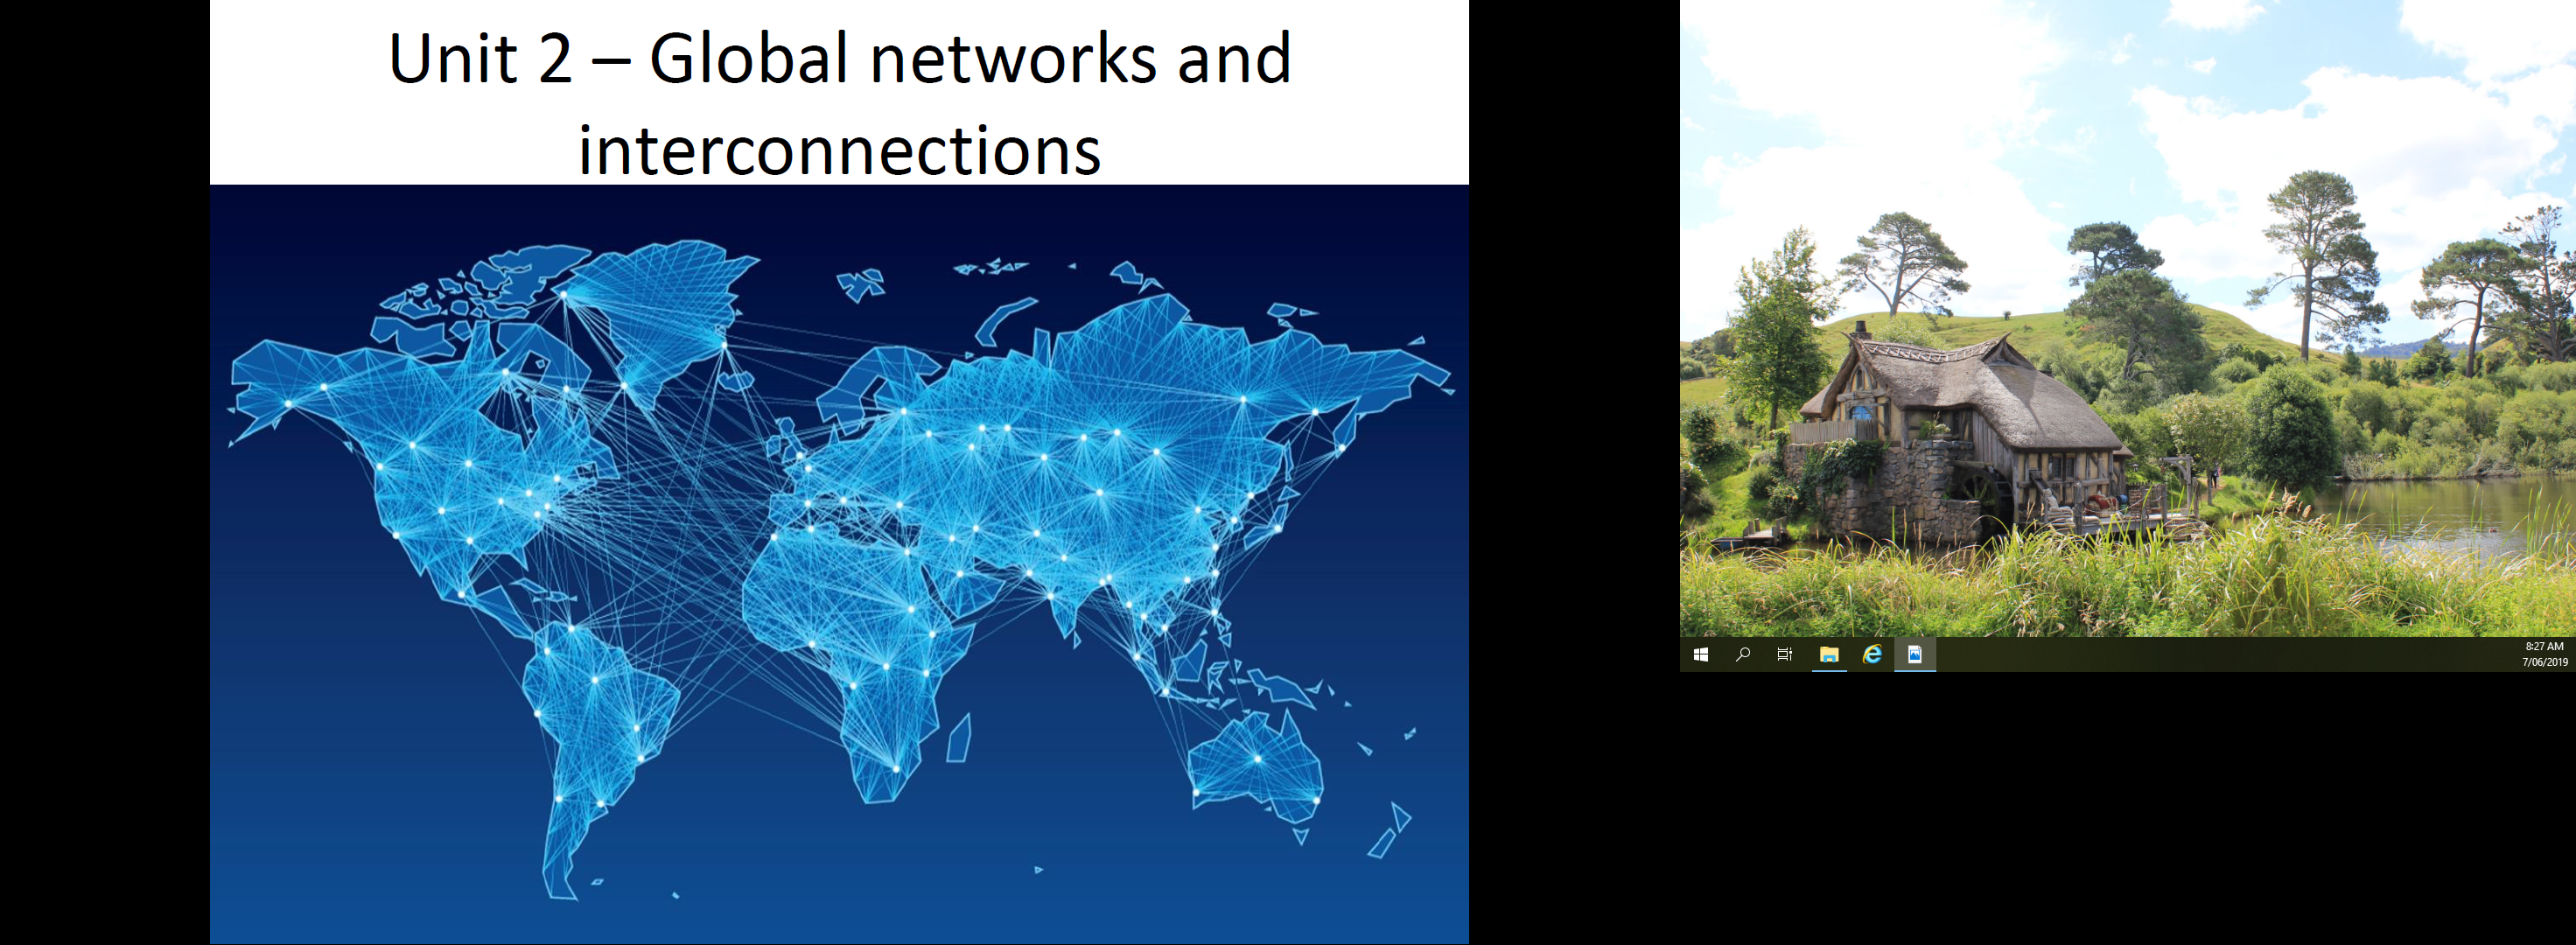 Unit 2 – Global networks and
interconnections
8:27 AM
7/06/2019